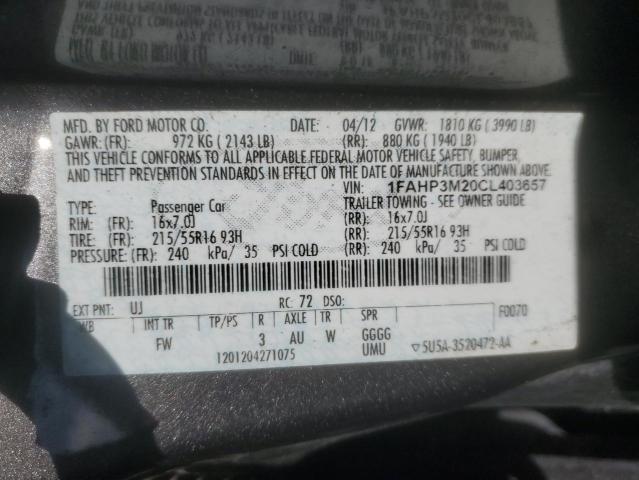 MFD. BY FORD MOTOR CO. DATE: 04/12 GVWR: 1810 KG ( 3990 LB)
GAWR: (FR): 972 KG ( 2143 LB) (RR): 880 KG ( 1940 LB)
THIS VEHICLE CONFORMS TO ALL APPLICABLE FEDERAL MOTOR VEHICLE SAFETY, BUMPER,
AND THEFT PREVENTION STANDARDS IN EFFECT ON THE DATE OF MANUFACTURE SHOWN ABOVE.
VIN: 1FAHP3M20CL403657
TYPE: Passenger Car TRAILER TOWING - SEE OWNER GUIDE
RIM: (FR): 16x7.0J (RR): 16x7.0J
TIRE: (FR): 215/55R16 93H (RR): 215/55R16 93H
PRESSURE: (FR): 240 kPa/ 35 PSI COLD (RR): 240 kPa/ 35 PSI COLD
EXT PNT: UJ RC: 72 DSO: F0070
WB INT TR TP/PS R AXLE TR SPR
FW 3 AU W GGGG
UMU
1201204271075 ▽5U5A-3520472-AA